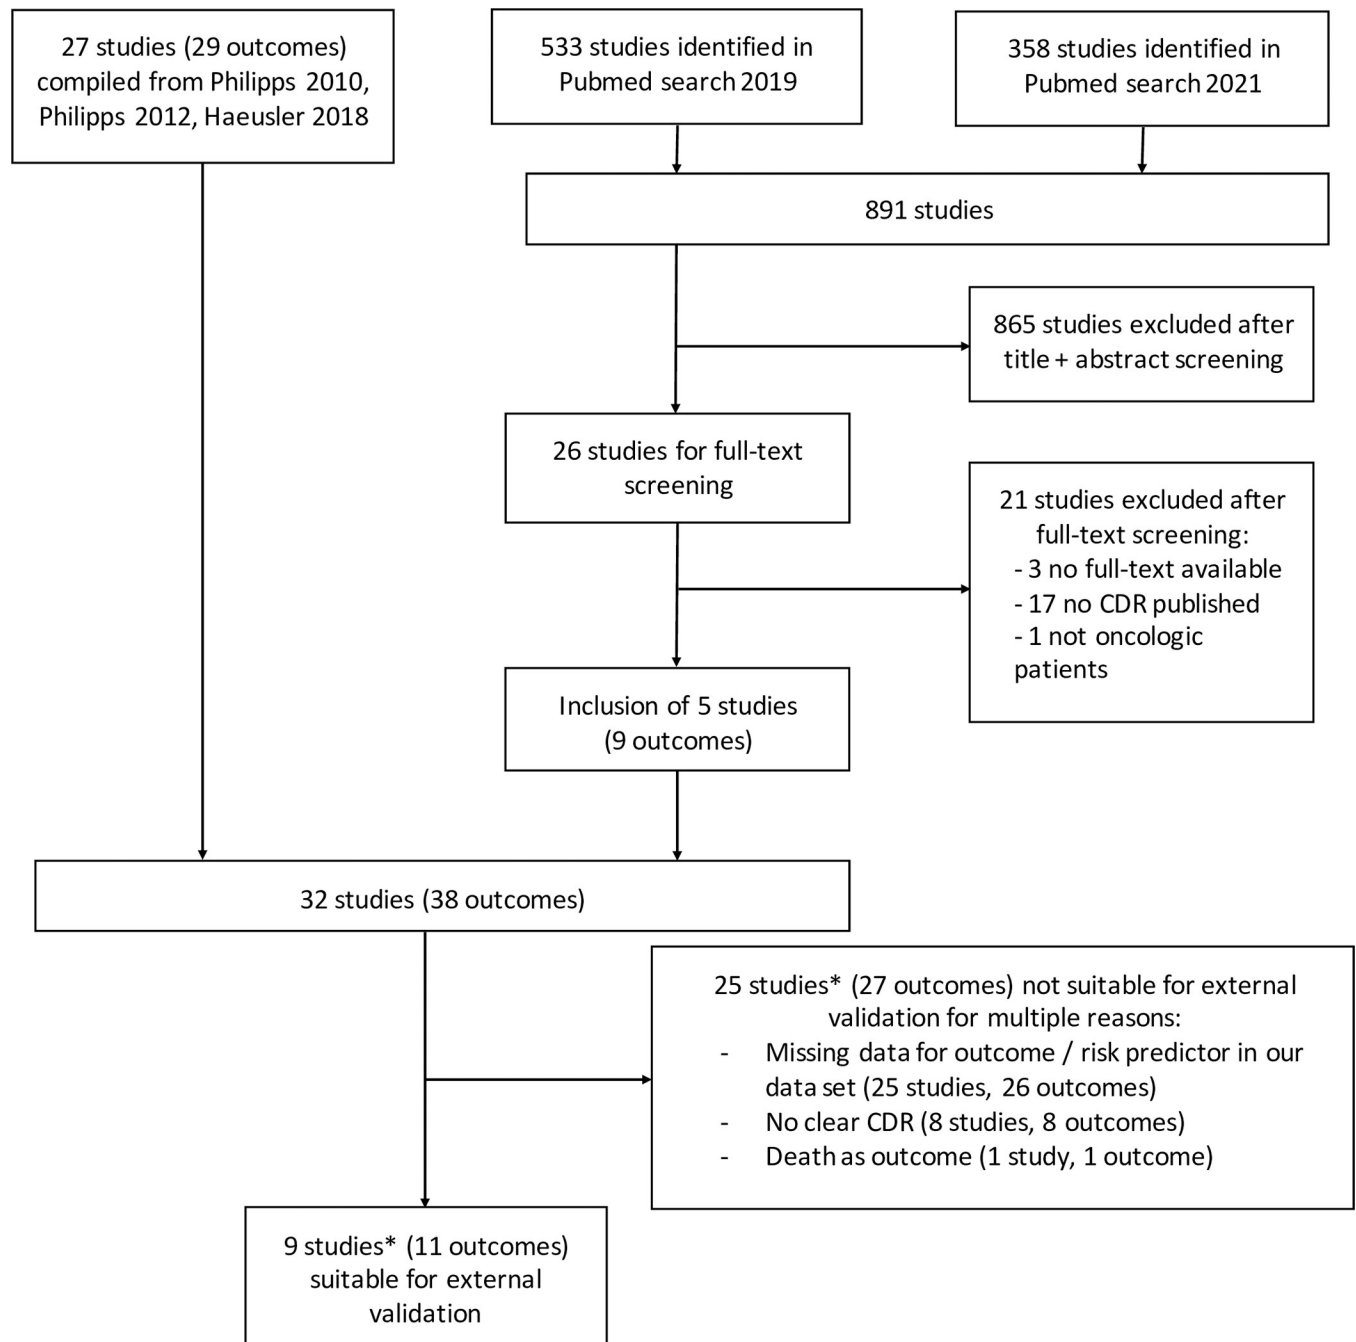 27 studies (29 outcomes)
compiled from Philipps 2010,
Philipps 2012, Haeusler 2018
533 studies identified in
Pubmed search 2019
358 studies identified in
Pubmed search 2021
891 studies
865 studies excluded after
title + abstract screening
26 studies for full-text
screening
21 studies excluded after
full-text screening:
- 3 no full-text available
- 17 no CDR published
- 1 not oncologic
patients
Inclusion of 5 studies
(9 outcomes)
32 studies (38 outcomes)
25 studies* (27 outcomes) not suitable for external
validation for multiple reasons:
- Missing data for outcome / risk predictor in our
data set (25 studies, 26 outcomes)
- No clear CDR (8 studies, 8 outcomes)
- Death as outcome (1 study, 1 outcome)
9 studies* (11 outcomes)
suitable for external
validation